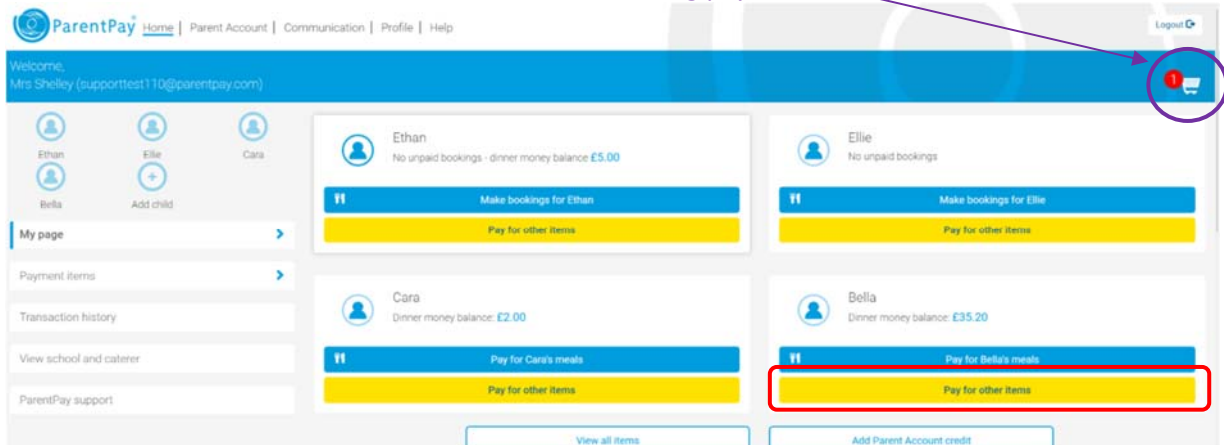 ParentPay Home | Parent Account | Communication | Profile | Help
Logout
Welcome,
Mrs Shelley (supporttest110@parentpay.com)
1
Ethan
Ellie
Cara
Bella
Add child
My page
Payment items
Transaction history
View school and caterer
ParentPay support
Ethan
No unpaid bookings - dinner money balance £5.00
Make bookings for Ethan
Pay for other items
Ellie
No unpaid bookings
Make bookings for Ellie
Pay for other items
Cara
Dinner money balance: £2.00
Pay for Cara's meals
Pay for other items
Bella
Dinner money balance: £35.20
Pay for Bella's meals
Pay for other items
View all items
Add Parent Account credit